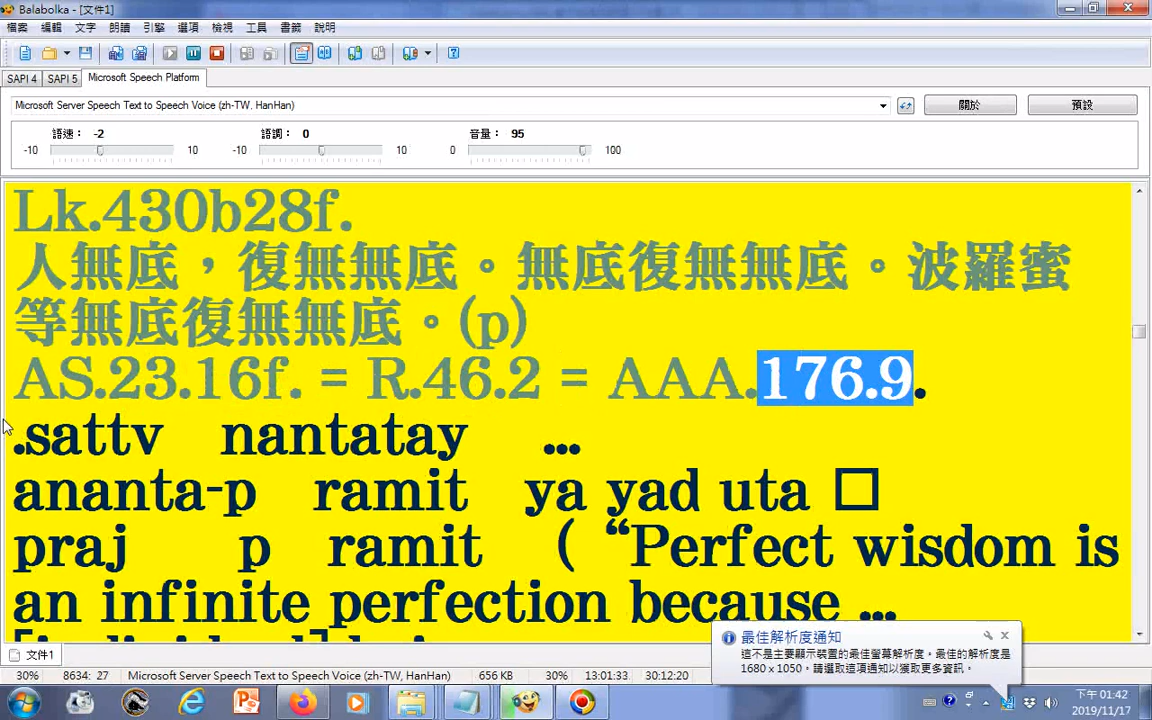 Balabolka - [文件1]
檔案 編輯 文字 朗讀 引擎 選項 檢視 工具 書籤 說明
SAPI 4 SAPI 5 Microsoft Speech Platform
Microsoft Server Speech Text to Speech Voice (zh-TW, HanHan) 關於 預設
語速： -2 語調： 0 音量： 95
-10 10 -10 10 0 100
Lk.430b28f.
人無底，復無無底。無底復無無底。波羅蜜
等無底復無無底。(p)
AS.23.16f. = R.46.2 = AAA.176.9.
.sattv nantatay ...
ananta-p ramit ya yad uta □
praj p ramit ( “Perfect wisdom is
an infinite perfection because ...
最佳解析度通知
這不是主要顯示裝置的最佳螢幕解析度。最佳的解析度是
1680 x 1050。請選取這項通知以獲取更多資訊。
文件1
30% 8634: 27 Microsoft Server Speech Text to Speech Voice (zh-TW, HanHan) 656 KB 30% 13:01:33. 30:12:20
下午 01:42
2019/11/17